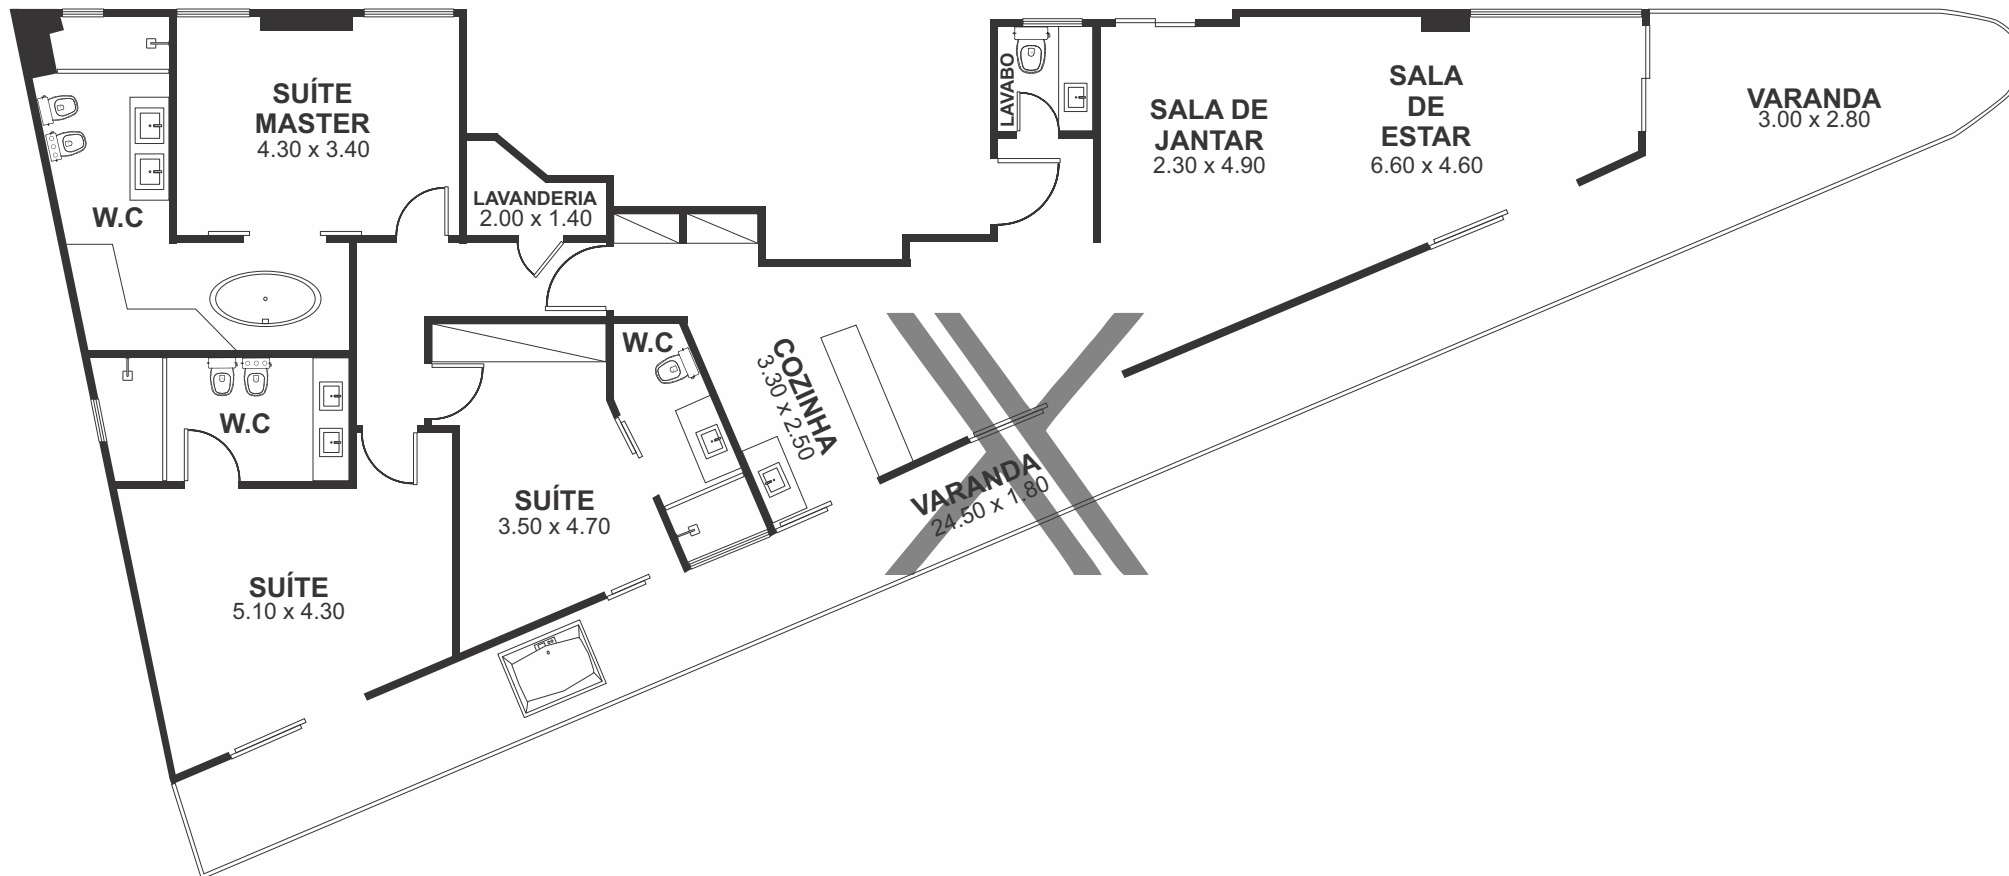 SUÍTE
MASTER
4.30 x 3.40
W.C
LAVANDERIA
2.00 x 1.40
LAVABO
SALA DE
JANTAR
2.30 x 4.90
SALA
DE
ESTAR
6.60 x 4.60
VARANDA
3.00 x 2.80
W.C
W.C
COZINHA
3.30 x 2.50
VARANDA
24.50 x 1.80
SUÍTE
3.50 x 4.70
SUÍTE
5.10 x 4.30